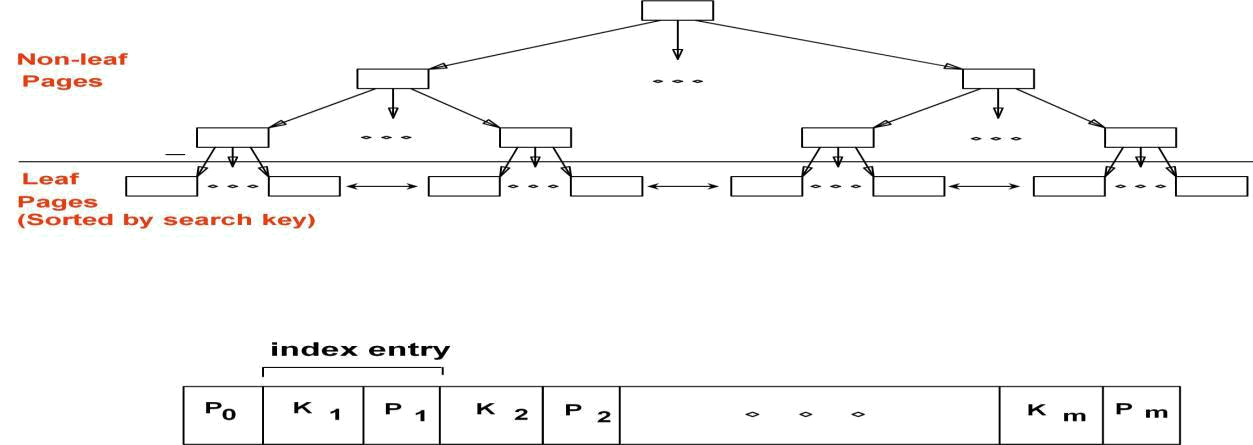 Non-leaf
Pages
Leaf
Pages
(Sorted by search key)
index entry
P0 K 1 P 1 K 2 P 2 K m P m